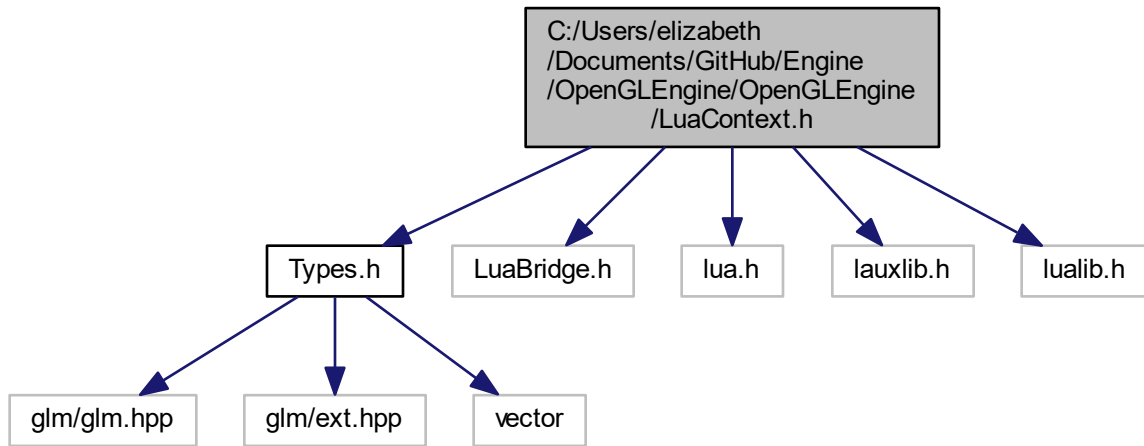 C:/Users/elizabeth
/Documents/GitHub/Engine
/OpenGLEngine/OpenGLEngine
/LuaContext.h
Types.h
LuaBridge.h
lua.h
lauxlib.h
lualib.h
glm/glm.hpp
glm/ext.hpp
vector